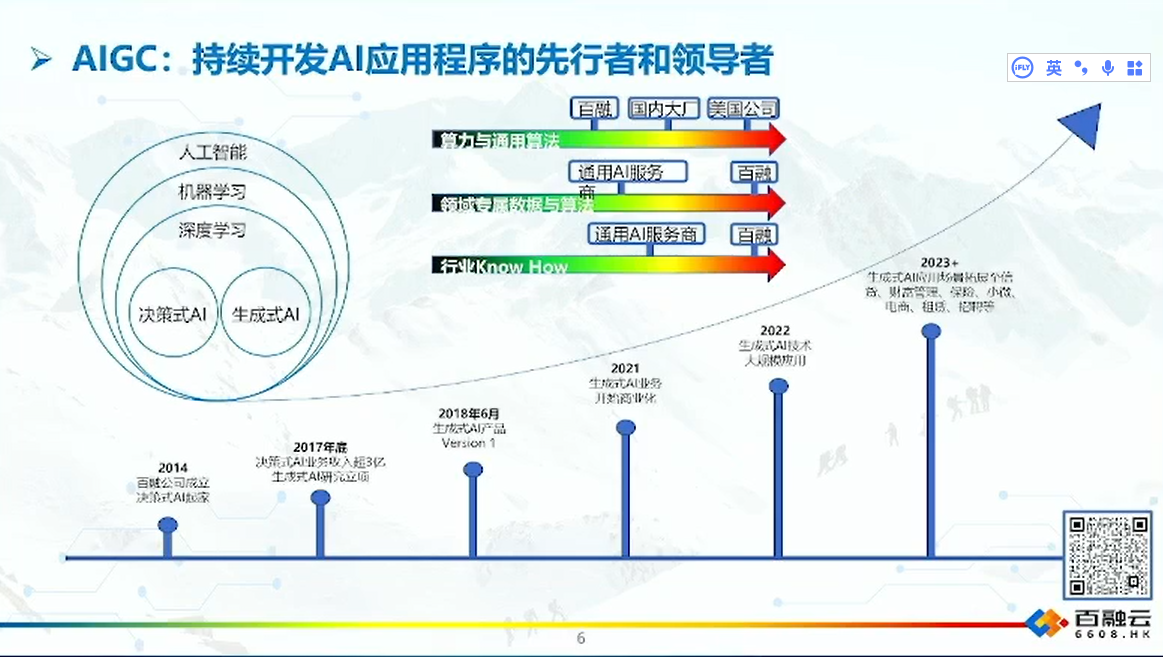 AIGC：持续开发AI应用程序的先行者和领导者
iFLY
英
人工智能
机器学习
深度学习
决策式AI
生成式AI
百融
国内大厂
美国公司
算力与通用算法
通用AI服务
商
百融
领域专属数据与算法
通用AI服务商
百融
行业Know How
2014
百融公司成立
决策式AI起家
2017年底
决策式AI业务收入超3亿
生成式AI研究立项
2018年6月
生成式AI产品
Version 1
2021
生成式AI业务
开始商业化
2022
生成式AI技术
大规模应用
2023+
生成式AI应用场景拓展至信
贷、财富管理、保险、小微、
电商、租赁、招聘等
6
百融云
6608.HK